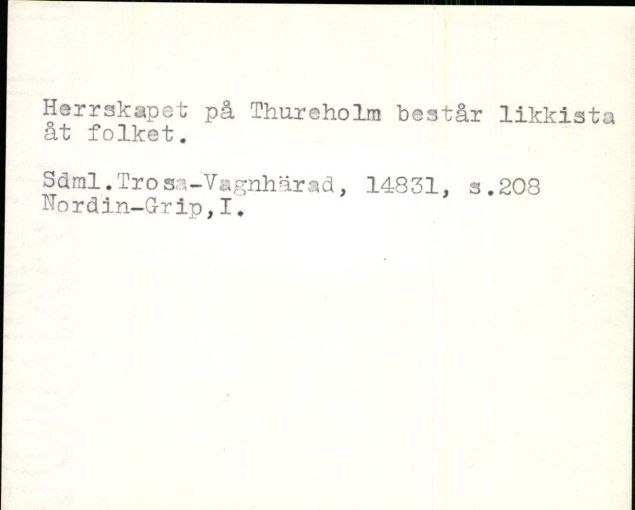 Herrskapet på Thureholm består likkista
åt folket.
Sdml.Trosa-Vagnhärad, 14831, s.208
Nordin-Grip,I.